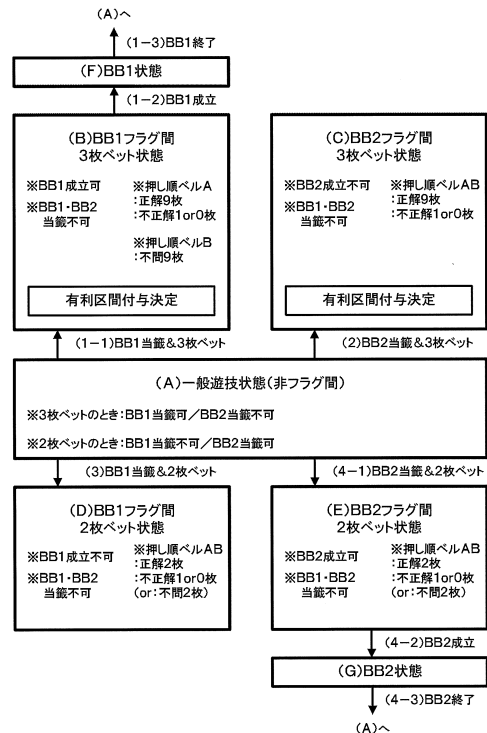 (A)へ
(1-3)BB1終了
(F)BB1状態
(1-2)BB1成立
(B)BB1フラグ間
3枚ベット状態
※BB1成立可
※BB1・BB2
当籤不可
※押し順ベルA
:正解9枚
:不正解1or0枚
※押し順ベルB
:不問9枚
有利区間付与決定
(C)BB2フラグ間
3枚ベット状態
※BB2成立不可
※BB1・BB2
当籤不可
※押し順ベルAB
:正解9枚
:不正解1or0枚
有利区間付与決定
(1-1)BB1当籤&3枚ベット
(2)BB2当籤&3枚ベット
(A)一般遊技状態(非フラグ間)
※3枚ベットのとき:BB1当籤可/BB2当籤不可
※2枚ベットのとき:BB1当籤不可/BB2当籤可
(3)BB1当籤&2枚ベット
(4-1)BB2当籤&2枚ベット
(D)BB1フラグ間
2枚ベット状態
※BB1成立不可
※BB1・BB2
当籤不可
※押し順ベルAB
:正解2枚
:不正解1or0枚
(or:不問2枚)
(E)BB2フラグ間
2枚ベット状態
※BB2成立可
※BB1・BB2
当籤不可
※押し順ベルAB
:正解2枚
:不正解1or0枚
(or:不問2枚)
(4-2)BB2成立
(G)BB2状態
(4-3)BB2終了
(A)へ